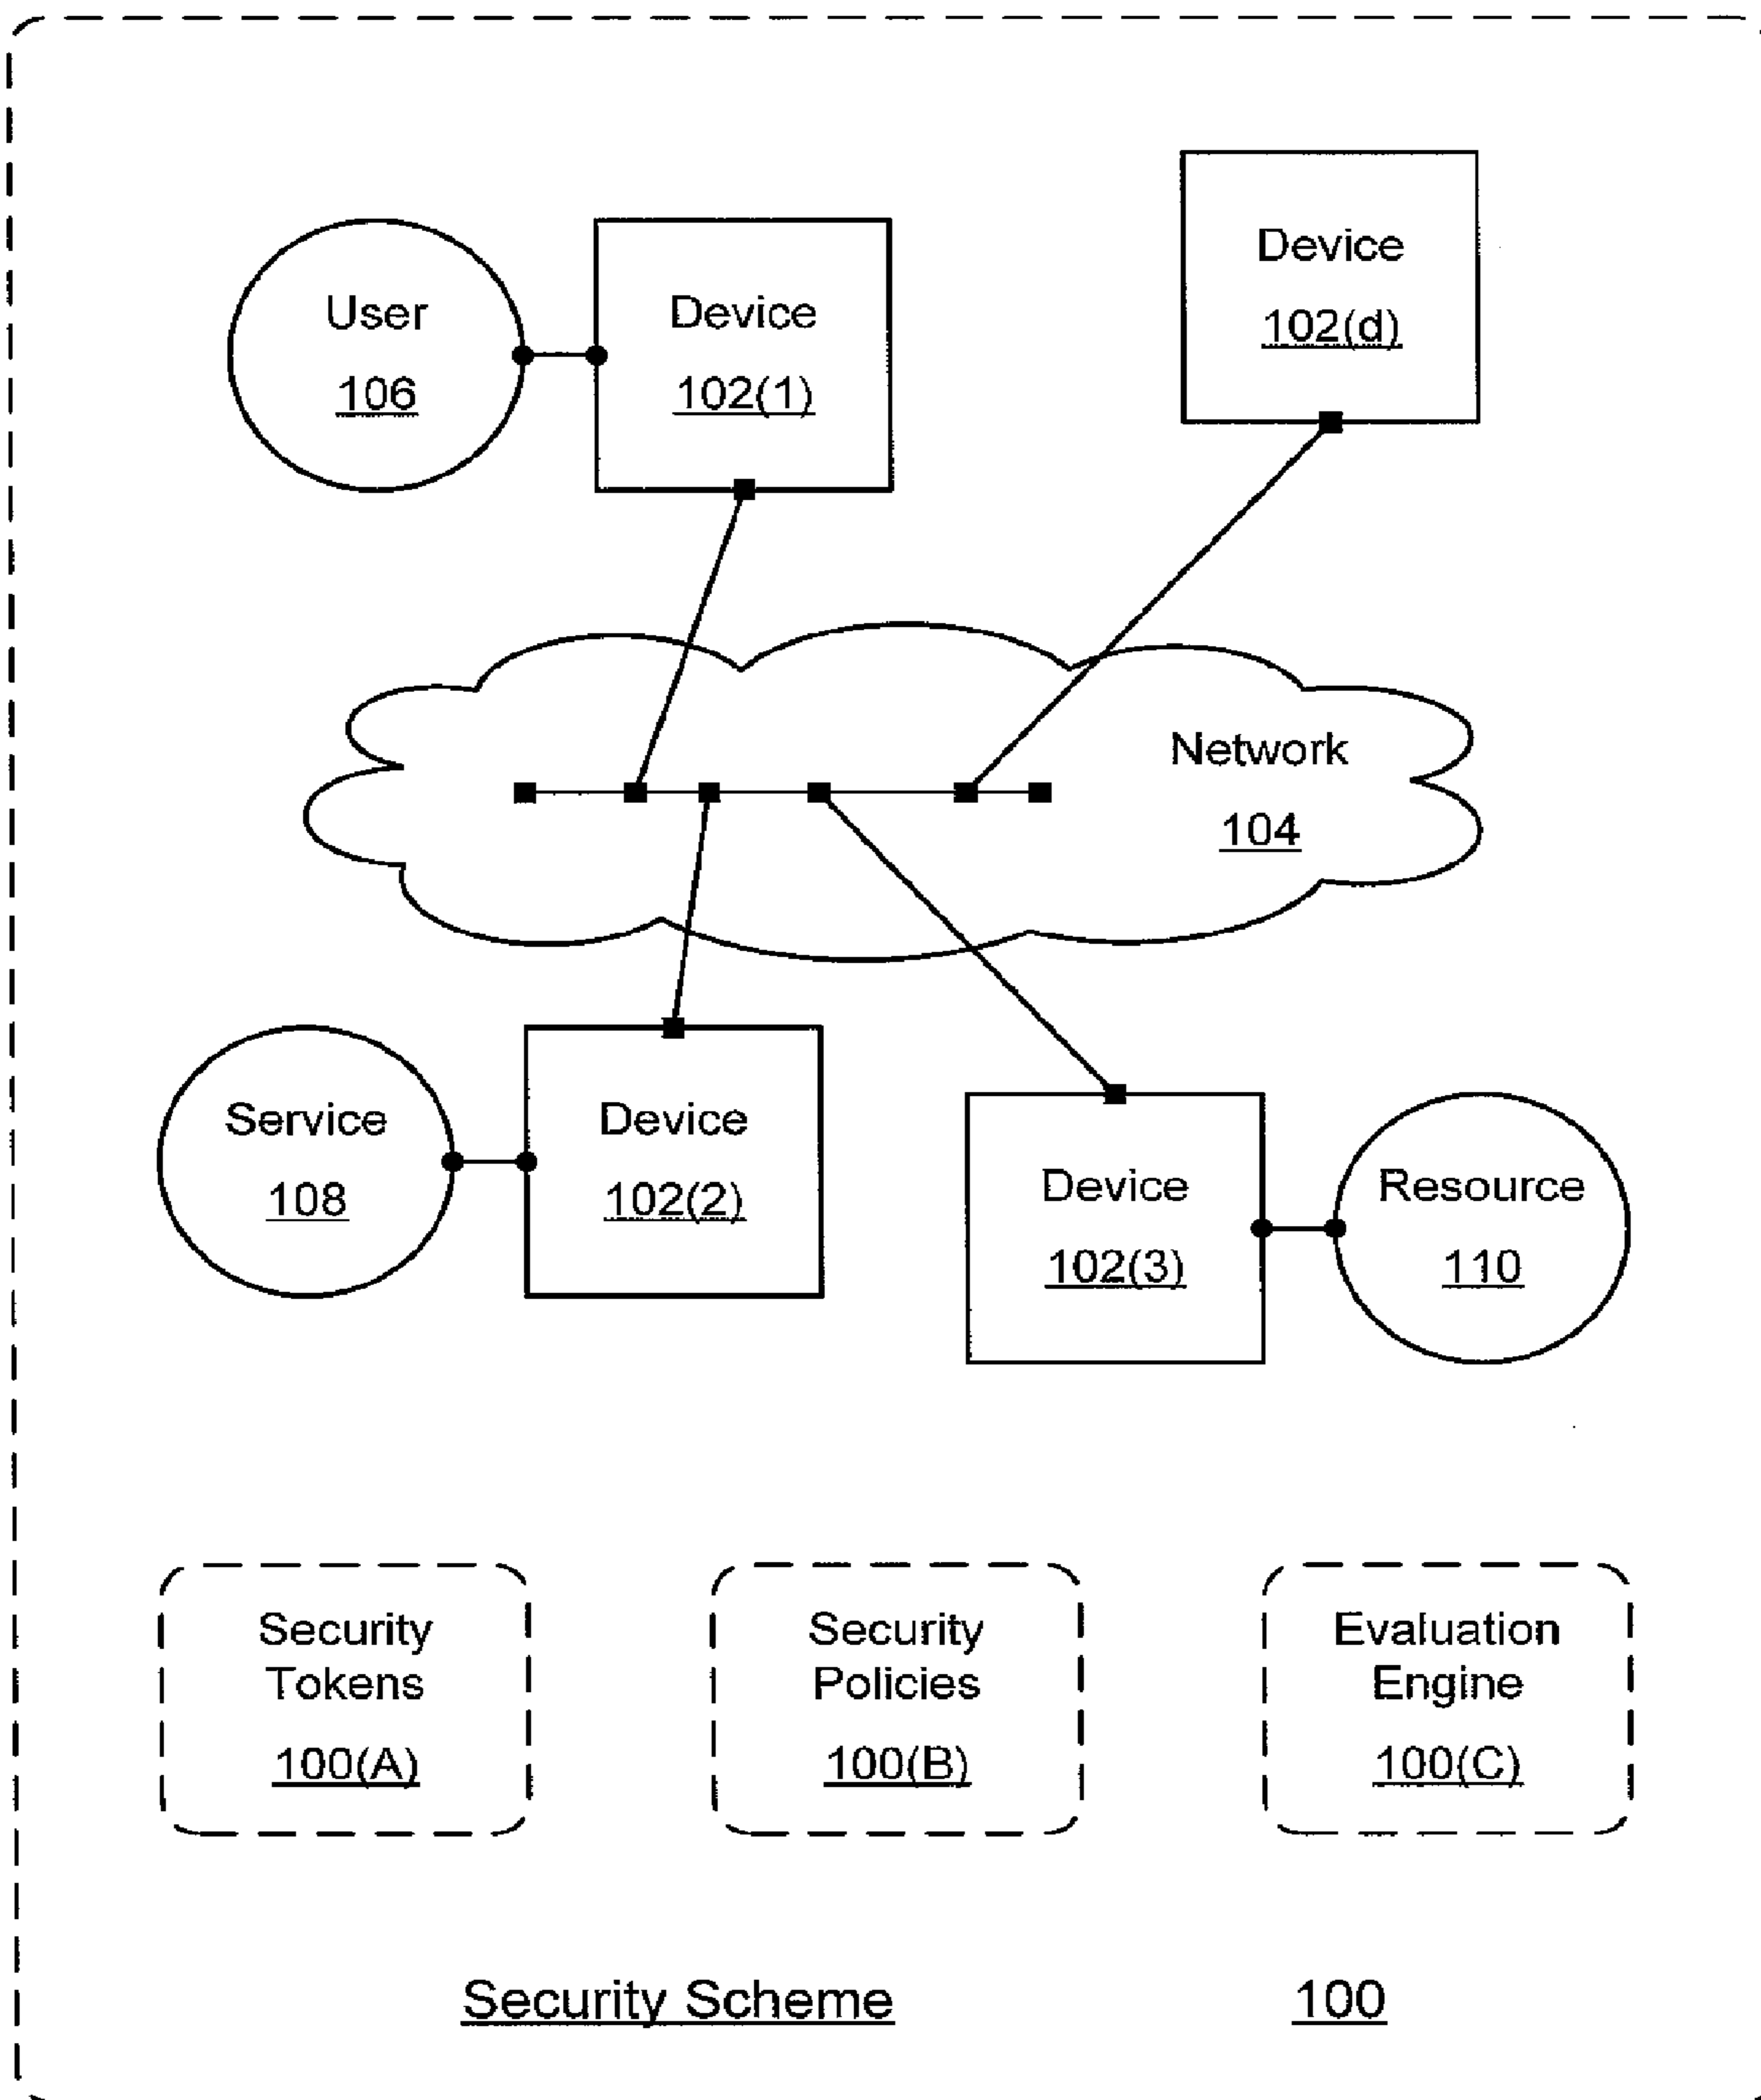 Device
102(d)
User
106
Device
102(1)
Network
104
Service
108
Device
102(2)
Device
102(3)
Resource
110
Security
Tokens
100(A)
Security
Policies
100(B)
Evaluation
Engine
100(C)
Security Scheme 100